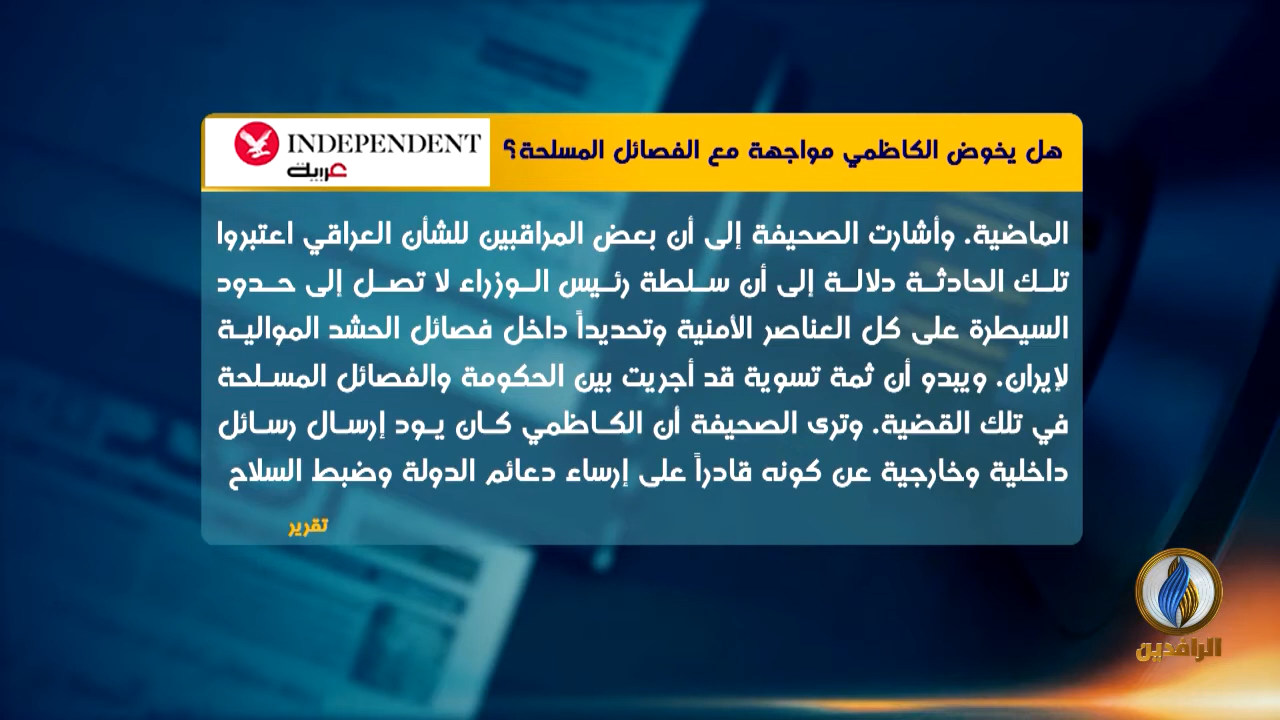 هل يخوض الكاظمي مواجهة مع الفصائل المسلحة؟
INDEPENDENT
عربية
الماضية. وأشارت الصحيفة إلى أن بعض المراقبين للشأن العراقي اعتبروا
تلك الحادثة دلالة إلى أن سلطة رئيس الوزراء لا تصل إلى حدود
السيطرة على كل العناصر الأمنية وتحديداً داخل فصائل الحشد الموالية
لإيران. ويبدو أن ثمة تسوية قد أجريت بين الحكومة والفصائل المسلحة
في تلك القضية. وترى الصحيفة أن الكاظمي كان يود إرسال رسائل
داخلية وخارجية عن كونه قادراً على إرساء دعائم الدولة وضبط السلاح
تقرير
الرافدين